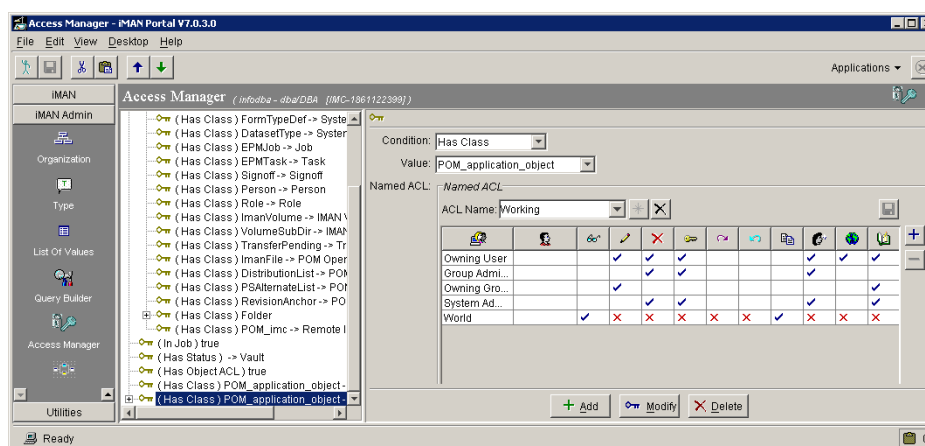 Access Manager - iMAN Portal V7.0.3.0
File Edit View Desktop Help
Applications
iMAN
iMAN Admin
Organization
Type
List Of Values
Query Builder
Access Manager
Utilities
Access Manager ( infodba - dba/DBA [IMC-1861122399] )
( Has Class ) FormTypeDef -> Syste
( Has Class ) DatasetType -> System
( Has Class ) EPMJob -> Job
( Has Class ) EPMTask -> Task
( Has Class ) Signoff -> Signoff
( Has Class ) Person -> Person
( Has Class ) Role -> Role
( Has Class ) ImanVolume -> IMAN
( Has Class ) VolumeSubDir -> IMAN
( Has Class ) TransferPending -> Tr
( Has Class ) ImanFile -> POM Oper
( Has Class ) DistributionList -> POM
( Has Class ) PSAlternateList -> POM
( Has Class ) RevisionAnchor -> PO
( Has Class ) Folder
( Has Class ) POM_imc -> Remote I
( In Job ) true
( Has Status ) -> Vault
( Has Object ACL ) true
( Has Class ) POM_application_object -
( Has Class ) POM_application_object -
Condition: Has Class
Value: POM_application_object
Named ACL: Named ACL
ACL Name: Working
Owning User
Group Admi...
Owning Gro...
System Ad...
World
Add Modify Delete
Ready